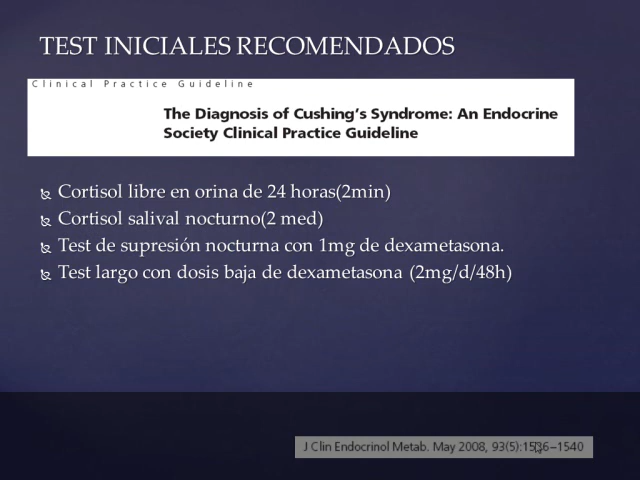 TEST INICIALES RECOMENDADOS
Clinical Practice Guideline
The Diagnosis of Cushing's Syndrome: An Endocrine
Society Clinical Practice Guideline
Cortisol libre en orina de 24 horas(2min)
Cortisol salival nocturno(2 med)
Test de supresión nocturna con 1mg de dexametasona.
Test largo con dosis baja de dexametasona (2mg/d/48h)
J Clin Endocrinol Metab. May 2008, 93(5):1536–1540